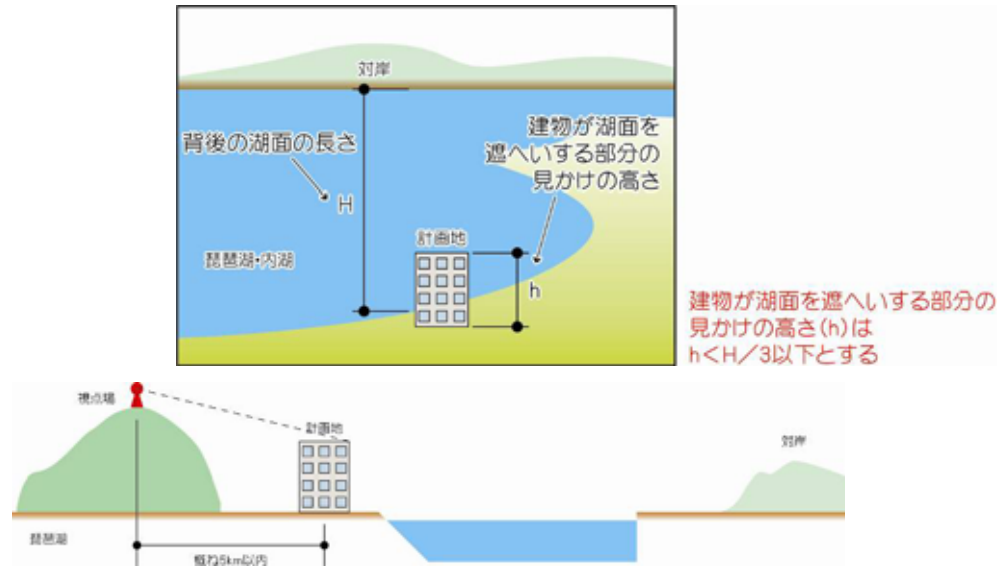 対岸
背後の湖面の長さ
H
建物が湖面を
遮へいする部分の
見かけの高さ
計画地
琵琶湖・内湖
h
建物が湖面を遮へいする部分の
見かけの高さ(h)は
h<H/3以下とする
視点場
計画地
対岸
琵琶湖
概ね5km以内